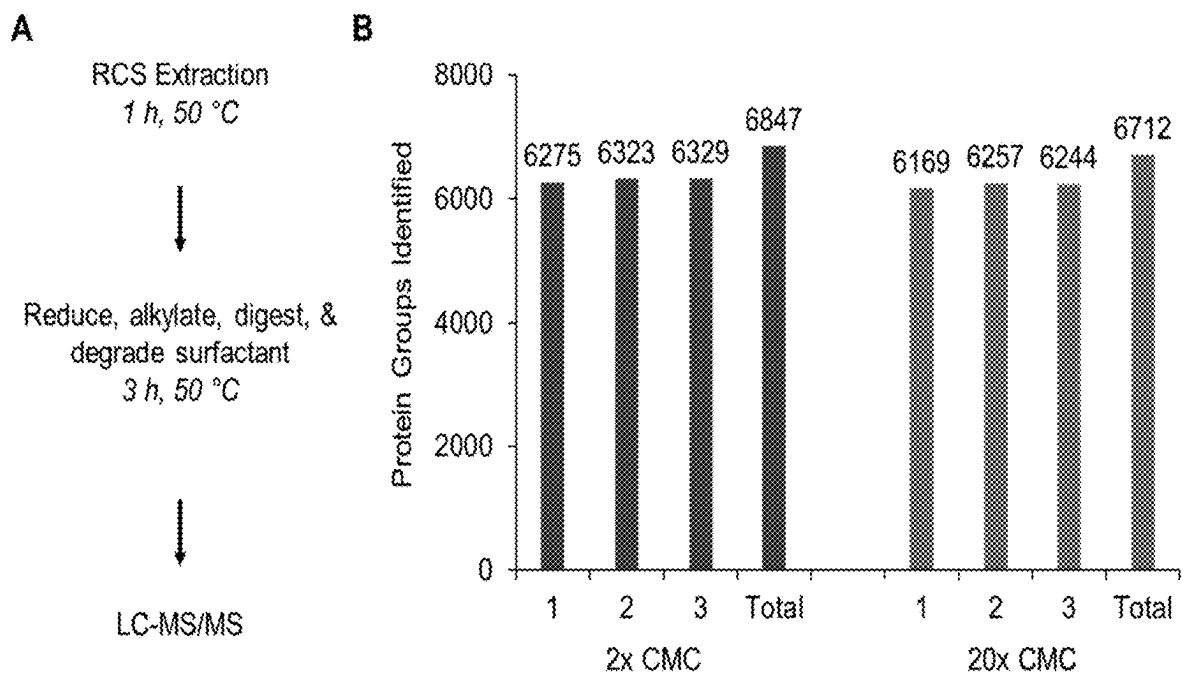 A
RCS Extraction
1 h, 50 °C
Reduce, alkylate, digest, &
degrade surfactant
3 h, 50 °C
LC-MS/MS
B
Protein Groups Identified
8000
6000
4000
2000
0
6275
6323
6329
6847
6169
6257
6244
6712
1 2 3 Total 1 2 3 Total
2x CMC 20x CMC